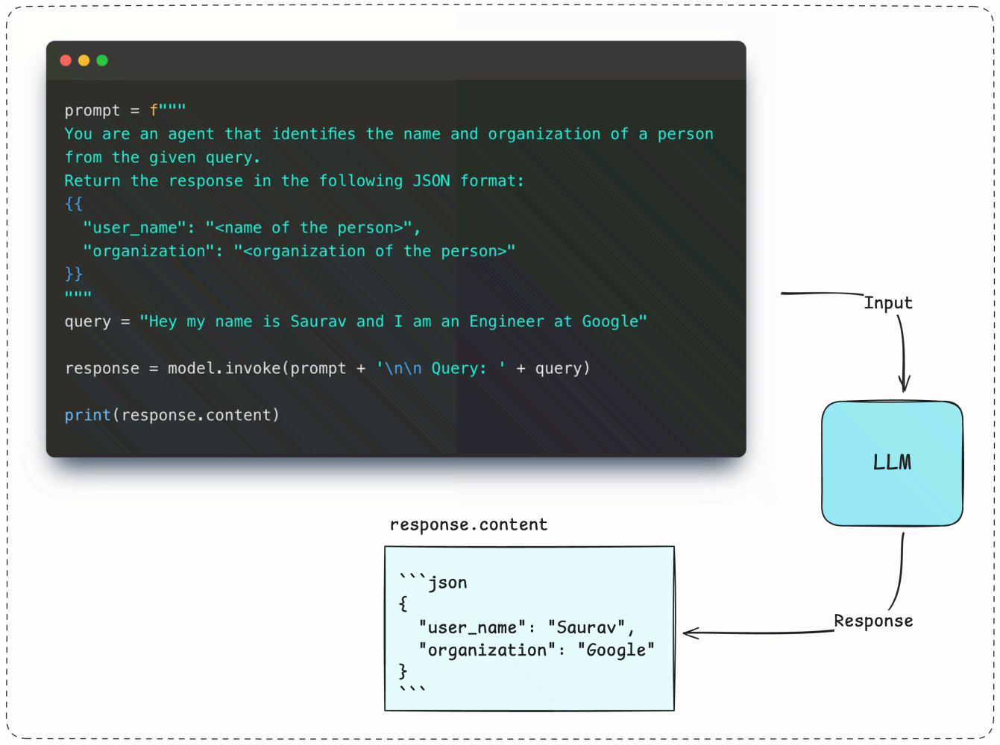 prompt = f"""
You are an agent that identifies the name and organization of a person
from the given query.
Return the response in the following JSON format:
{{
  "user_name": "<name of the person>",
  "organization": "<organization of the person>"
}}
"""
query = "Hey my name is Saurav and I am an Engineer at Google"
response = model.invoke(prompt + '\n\n Query: ' + query)
print(response.content)
Input
LLM
Response
response.content
```json
{
  "user_name": "Saurav",
  "organization": "Google"
}
```